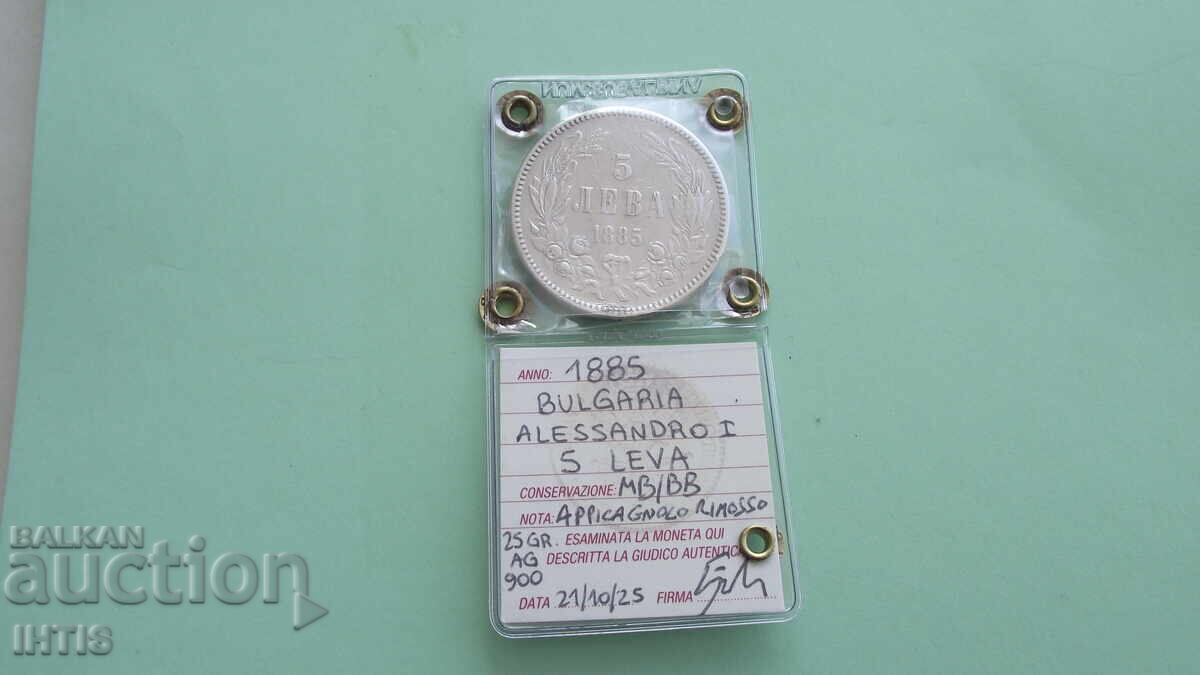 5
ЛЕВА
1885
ANNO: 1885
BULGARIA
ALESSANDRO I
5 LEVA
CONSERVAZIONE: MB/BB
NOTA: APPICAGNOLO RIMOSSO
25 GR. ESAMINATA LA MONETA QUI
AG DESCRITTA LA GIUDICO AUTENTIC
900
DATA 21/10/25 FIRMA
BALKAN
auction
IHTIS